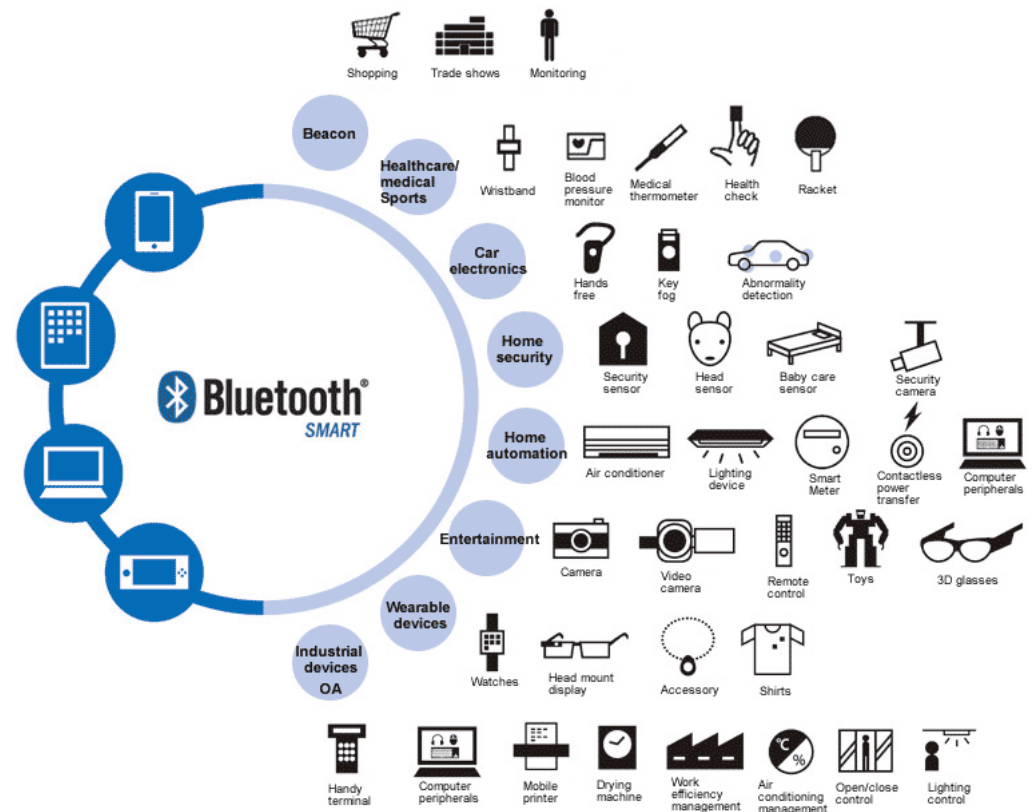 Shopping
Trade shows
Monitoring
Beacon
Healthcare/
medical
Sports
Wristband
Blood
pressure
monitor
Medical
thermometer
Health
check
Racket
Car
electronics
Hands
free
Key
fog
Abnormality
detection
Home
security
Security
sensor
Head
sensor
Baby care
sensor
Security
camera
Bluetooth®
SMART
Home
automation
Air conditioner
Lighting
device
Smart
Meter
Contactless
power
transfer
Computer
peripherals
Entertainment
Camera
Video
camera
Remote
control
Toys
3D glasses
Wearable
devices
Watches
Head mount
display
Accessory
Shirts
Industrial
devices
OA
Handy
terminal
Computer
peripherals
Mobile
printer
Drying
machine
Work
efficiency
management
°C
%
Air
conditioning
management
Open/close
control
Lighting
control